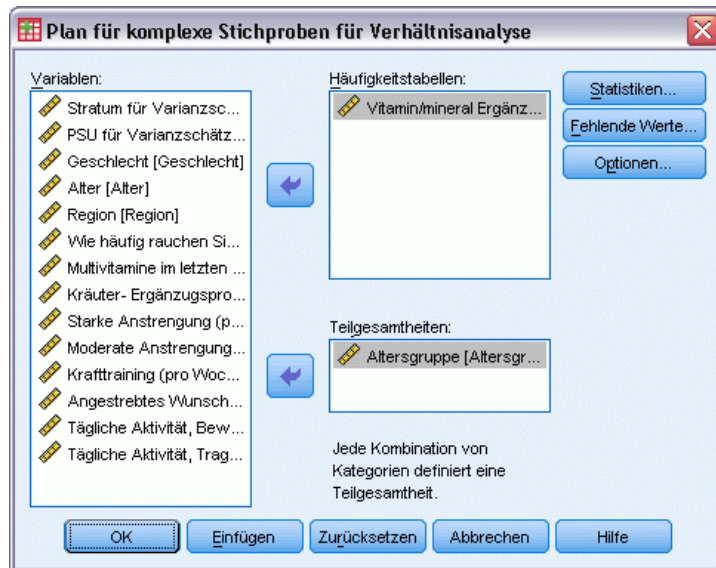 Plan für komplexe Stichproben für Verhältnisanalyse
Variablen:
Stratum für Varianzsc...
PSU für Varianzschätz...
Geschlecht [Geschlecht]
Alter [Alter]
Region [Region]
Wie häufig rauchen Si...
Multivitamine im letzten ...
Kräuter- Ergänzugspro...
Starke Anstrengung (p...
Moderate Anstrengung...
Krafttraining (pro Woc...
Angestrebtes Wunsch...
Tägliche Aktivität, Bew...
Tägliche Aktivität, Trag...
Häufigkeitstabellen:
Vitamin/mineral Ergänz...
Teilgesamtheiten:
Altersgruppe [Altersgr...
Jede Kombination von
Kategorien definiert eine
Teilgesamtheit.
Statistiken...
Fehlende Werte...
Optionen...
OK
Einfügen
Zurücksetzen
Abbrechen
Hilfe